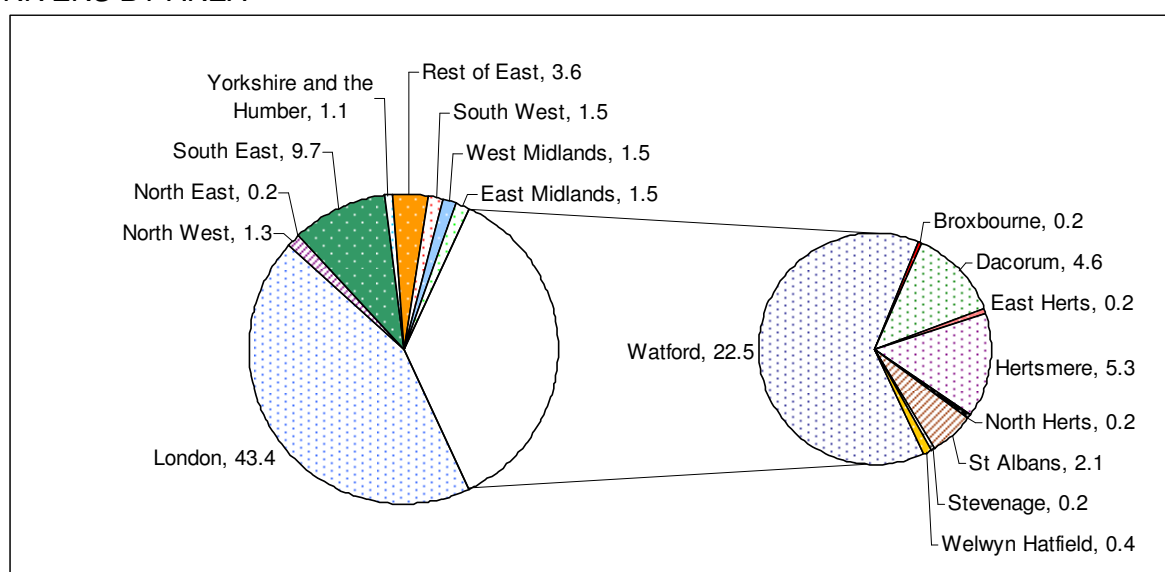 Yorkshire and the
Humber, 1.1
Rest of East, 3.6
South West, 1.5
South East, 9.7
West Midlands, 1.5
North East, 0.2
East Midlands, 1.5
North West, 1.3
London, 43.4
Broxbourne, 0.2
Dacorum, 4.6
East Herts, 0.2
Watford, 22.5
Hertsmere, 5.3
North Herts, 0.2
St Albans, 2.1
Stevenage, 0.2
Welwyn Hatfield, 0.4